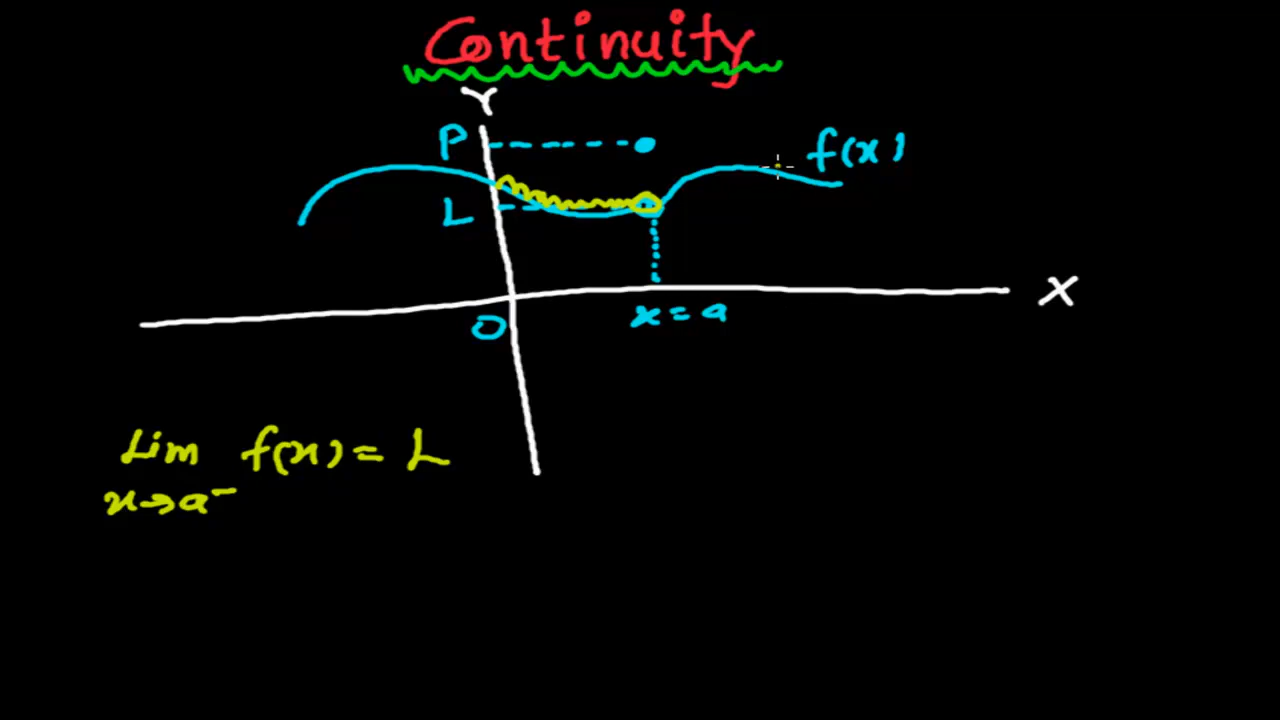 Continuity
Y
P
f(x)
L
X
O
x = a
Lim f(x) = L
x→a⁻